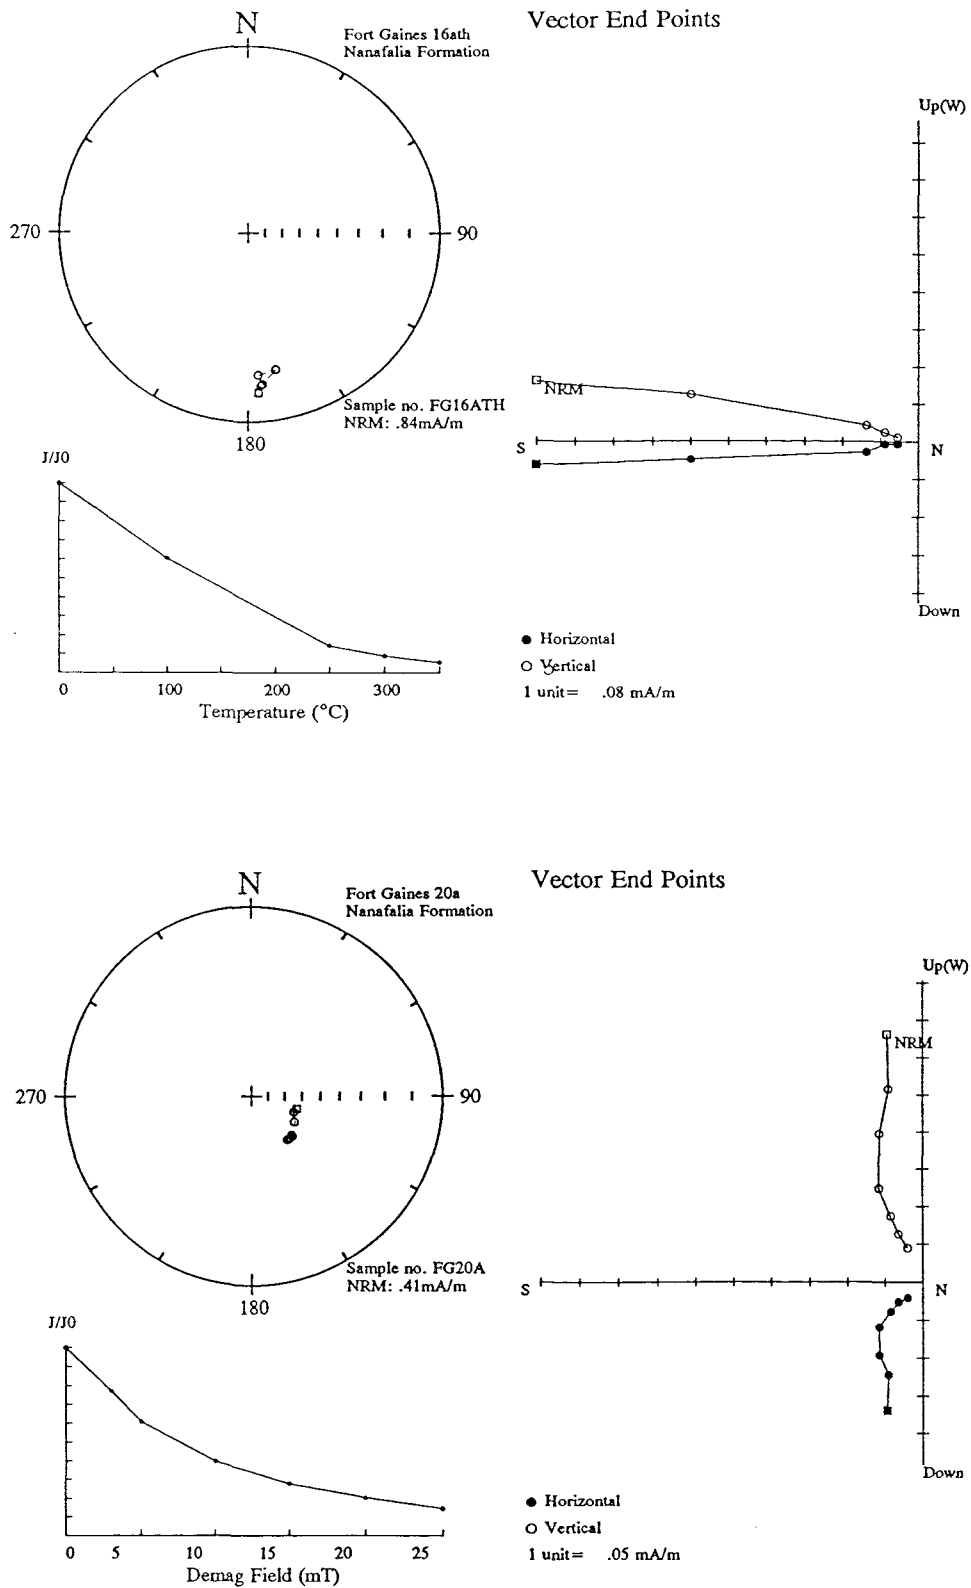 Vector End Points
N
Fort Gaines 16ath
Nanafalia Formation
Up(W)
270
90
Sample no. FG16ATH
NRM: .84mA/m
180
NRM
S
N
J/J0
Down
Horizontal
Vertical
1 unit= .08 mA/m
0 100 200 300
Temperature (°C)
Vector End Points
N
Fort Gaines 20a
Nanafalia Formation
Up(W)
NRM
270
90
Sample no. FG20A
NRM: .41mA/m
180
S
N
J/J0
Down
Horizontal
Vertical
1 unit= .05 mA/m
0 5 10 15 20 25
Demag Field (mT)